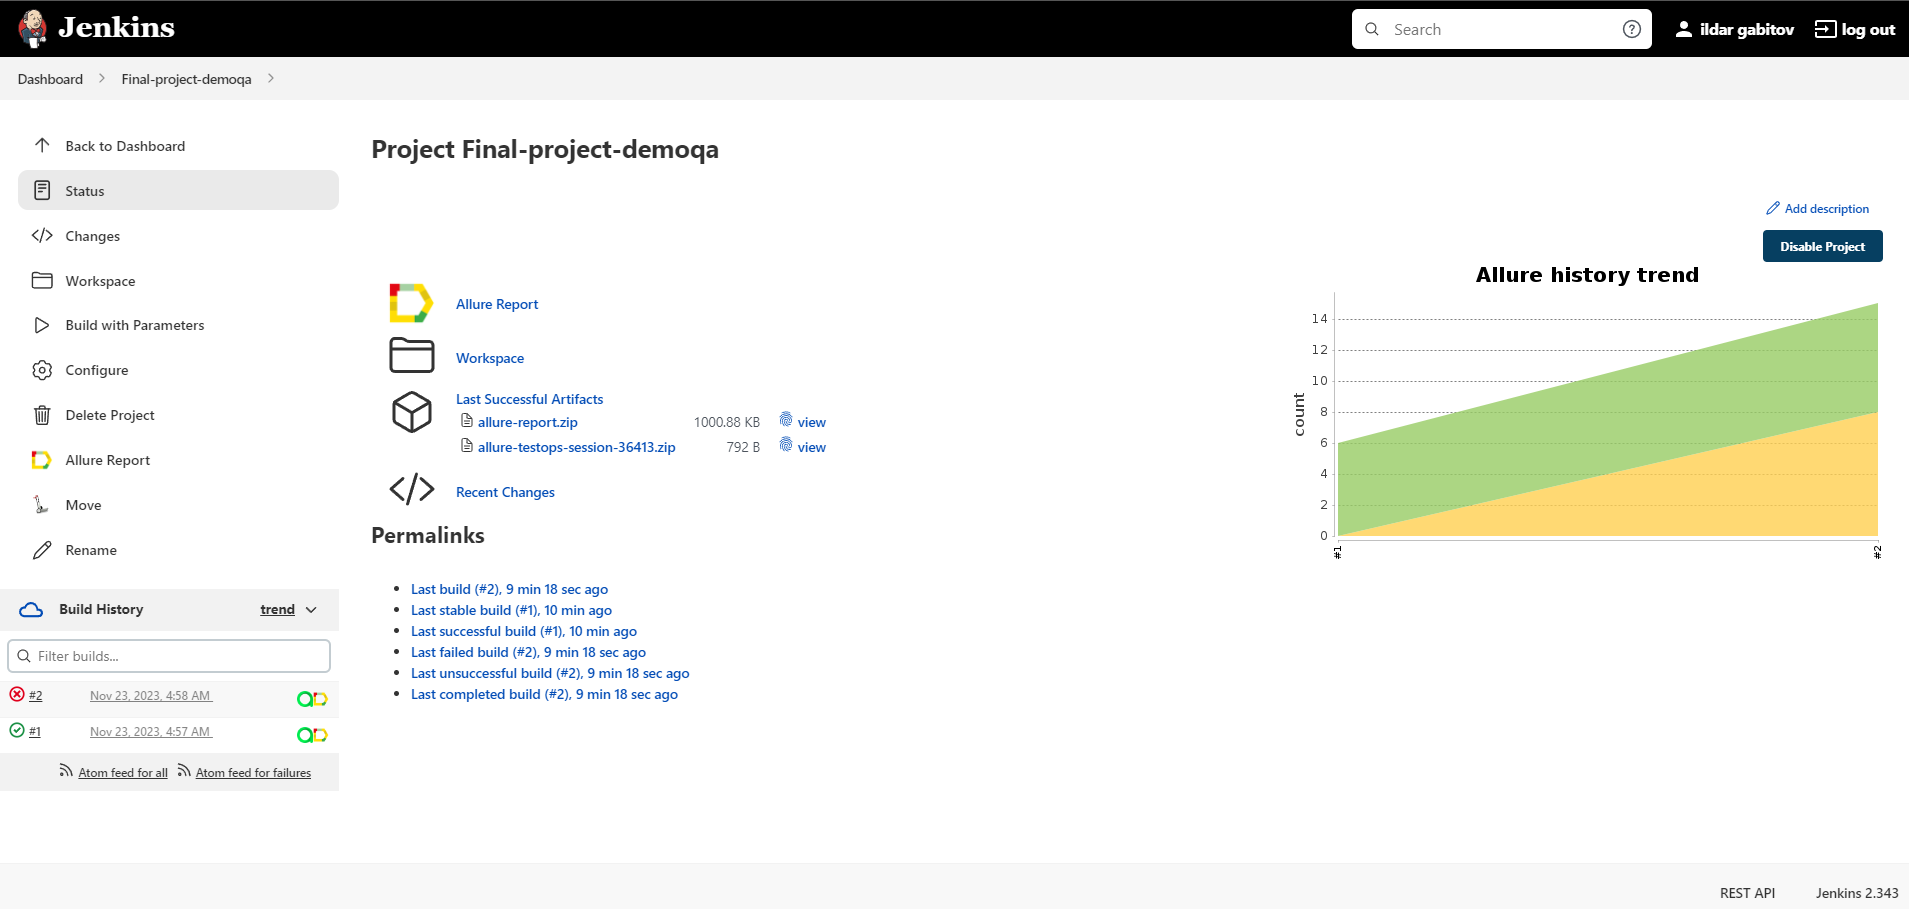 Jenkins
Search
ildar gabitov
log out
Dashboard
Final-project-demoqa
Back to Dashboard
Status
Changes
Workspace
Build with Parameters
Configure
Delete Project
Allure Report
Move
Rename
Build History
trend
Filter builds...
#2 Nov 23, 2023, 4:58 AM
#1 Nov 23, 2023, 4:57 AM
Atom feed for all
Atom feed for failures
Project Final-project-demoqa
Add description
Disable Project
Allure Report
Workspace
Last Successful Artifacts
allure-report.zip 1000.88 KB view
allure-testops-session-36413.zip 792 B view
Recent Changes
Permalinks
Last build (#2), 9 min 18 sec ago
Last stable build (#1), 10 min ago
Last successful build (#1), 10 min ago
Last failed build (#2), 9 min 18 sec ago
Last unsuccessful build (#2), 9 min 18 sec ago
Last completed build (#2), 9 min 18 sec ago
Allure history trend
count
14
12
10
8
6
4
2
0
#1
#2
REST API
Jenkins 2.343